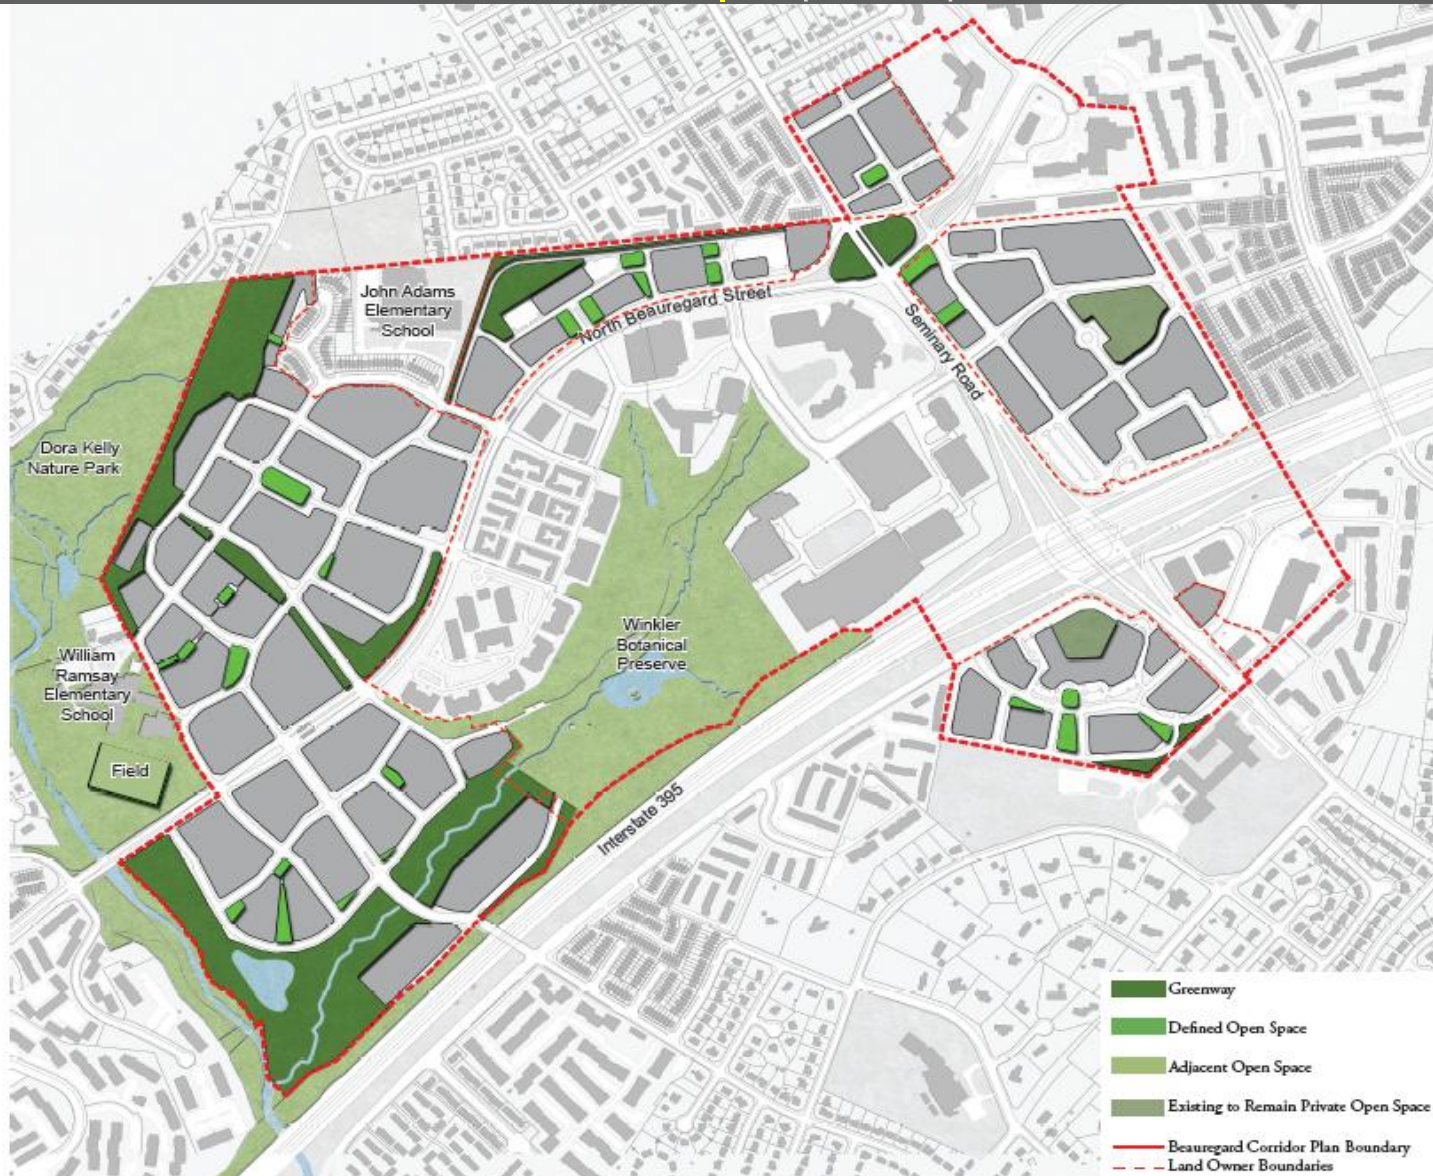 John Adams
Elementary
School
North Beauregard Street
Seminary Road
Dora Kelly
Nature Park
William
Ramsay
Elementary
School
Winkler
Botanical
Preserve
Field
Interstate 395
Greenway
Defined Open Space
Adjacent Open Space
Existing to Remain Private Open Space
Beauregard Corridor Plan Boundary
Land Owner Boundaries